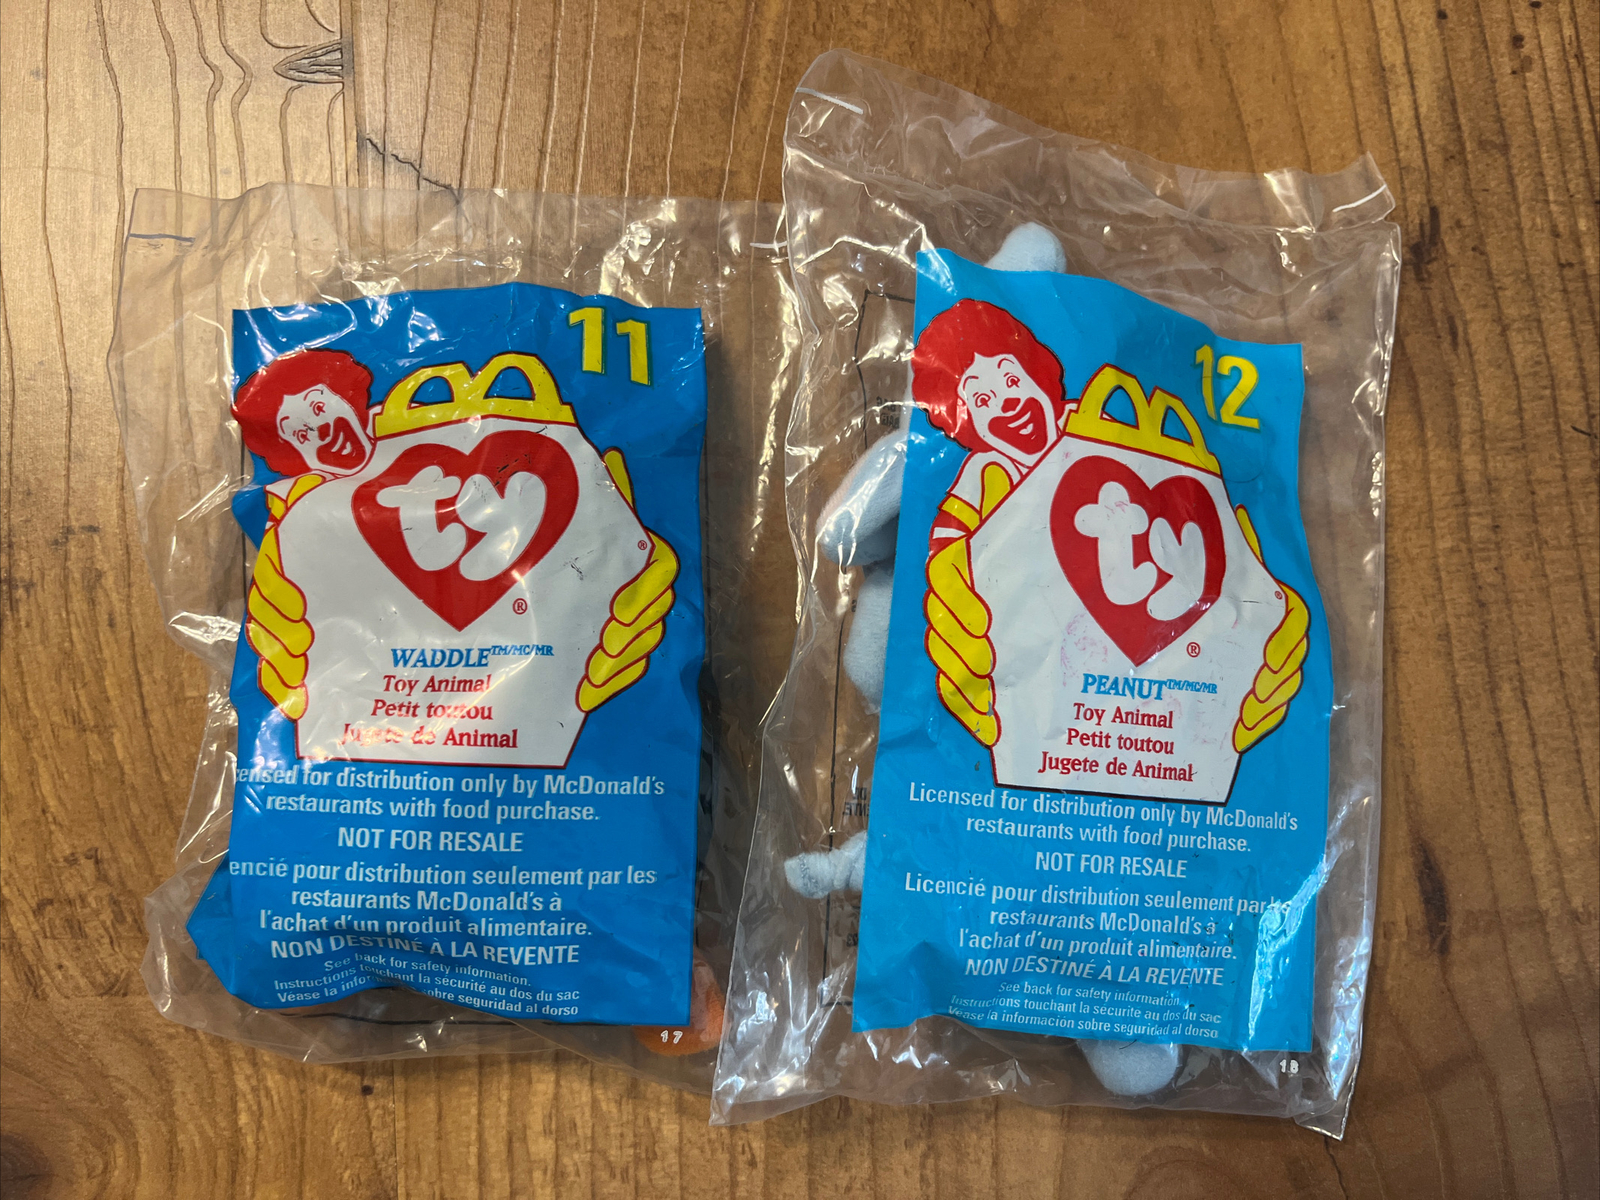 11
ty
®
®
WADDLE™/MC/MR
Toy Animal
Petit toutou
Jugete de Animal
for distribution only by McDonald's
restaurants with food purchase.
NOT FOR RESALE
pour distribution seulement par les
restaurants McDonald's à
l'achat d'un produit alimentaire.
NON DESTINÉ À LA REVENTE
See back for safety information.
Instructions touchant la sécurité au dos du sac
Véase la sobre seguridad al dorso
17
12
ty
®
®
PEANUT™/MC/MR
Toy Animal
Petit toutou
Jugete de Animal
Licensed for distribution only by McDonald's
restaurants with food purchase.
NOT FOR RESALE
Licencié pour distribution seulement par les
restaurants McDonald's à
l'achat d'un produit alimentaire.
NON DESTINÉ À LA REVENTE
See back for safety information.
Instructions touchant la sécurité au dos du sac
Véase la información sobre seguridad al dorso
18